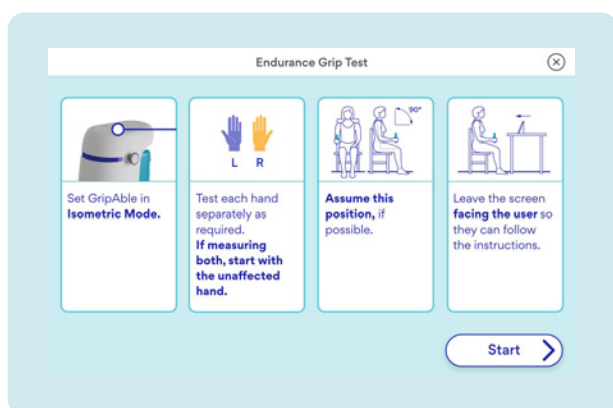 Endurance Grip Test
Set GripAble in
Isometric Mode.
L R
Test each hand
separately as
required.
If measuring
both, start with
the unaffected
hand.
90°
Assume this
position, if
possible.
Leave the screen
facing the user so
they can follow
the instructions.
Start